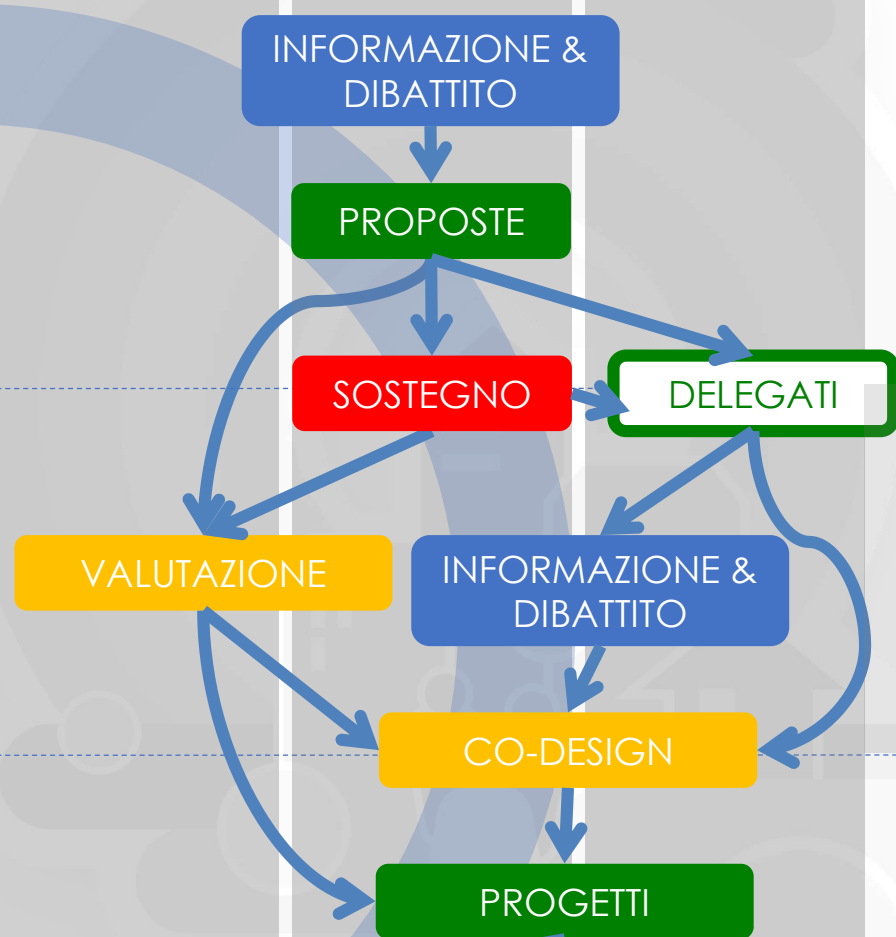 INFORMAZIONE &
DIBATTITO
PROPOSTE
SOSTEGNO
DELEGATI
VALUTAZIONE
INFORMAZIONE &
DIBATTITO
CO-DESIGN
PROGETTI